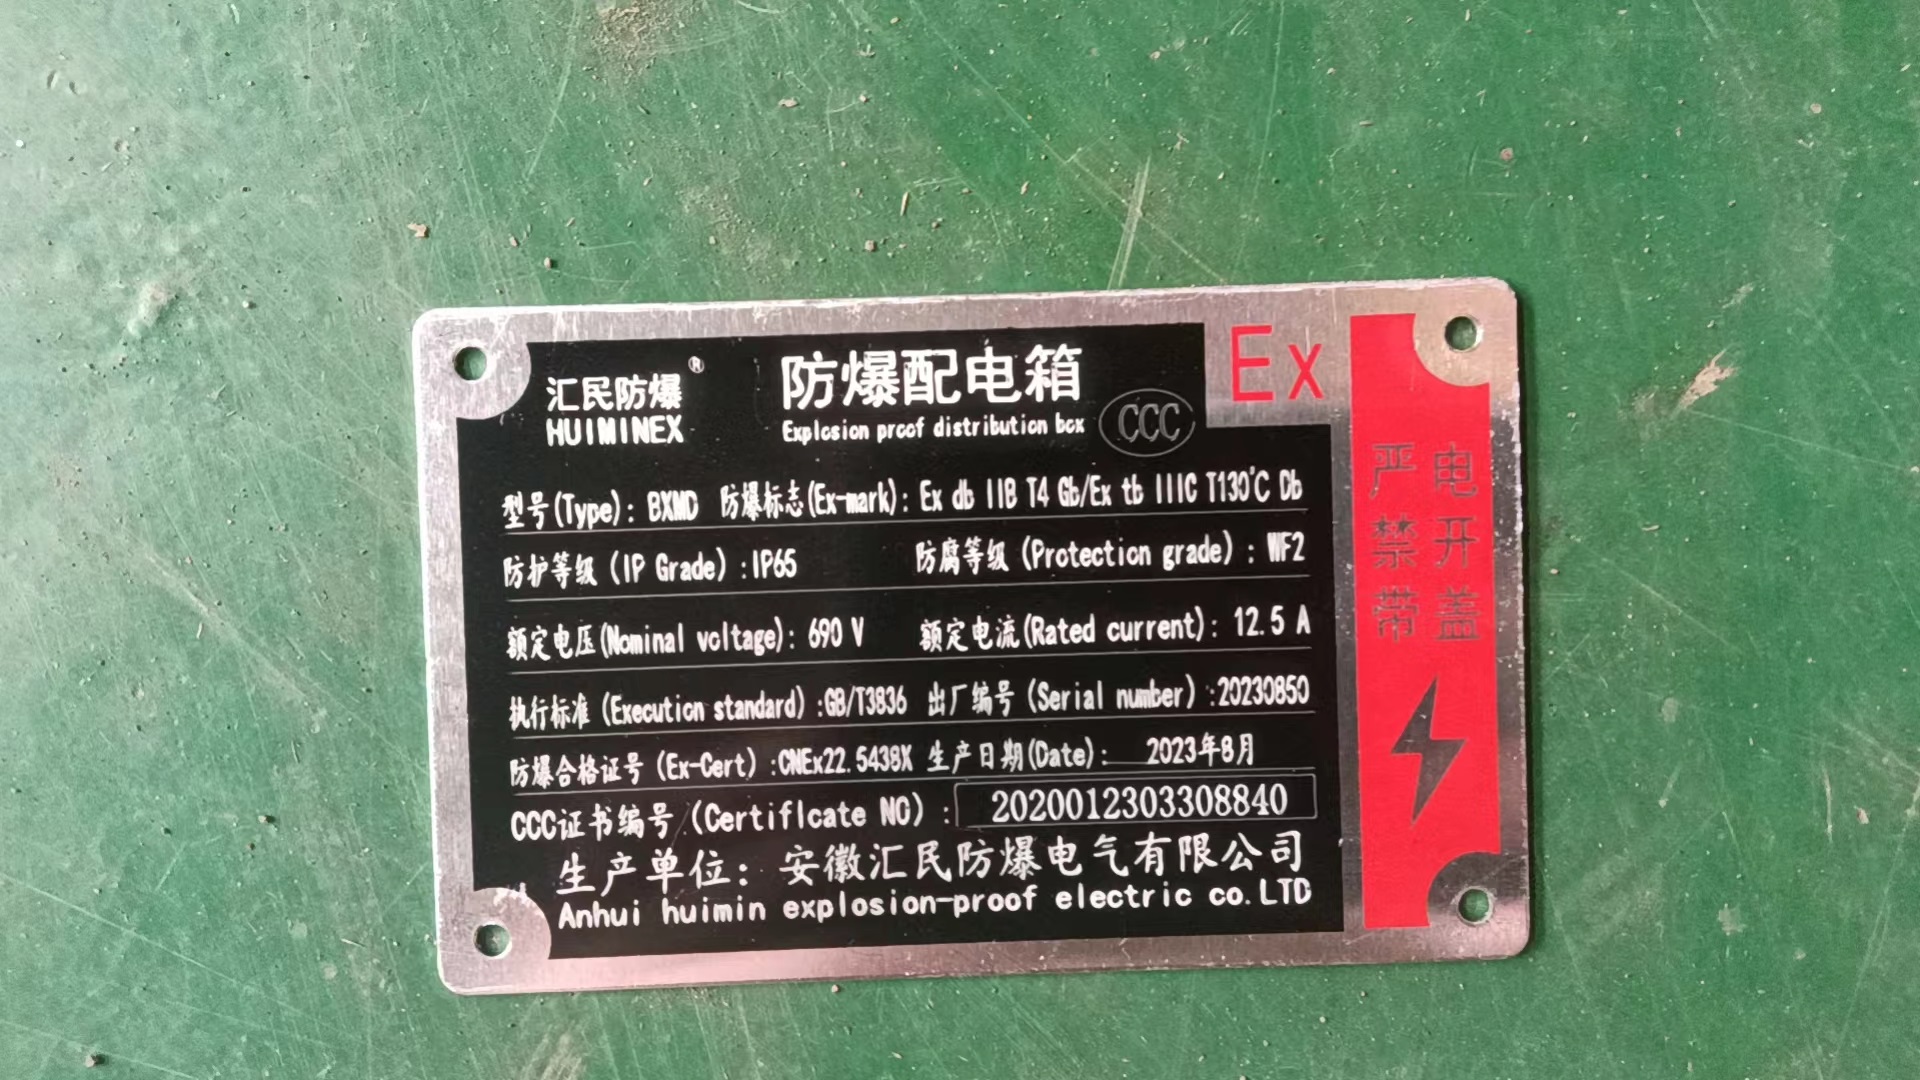 汇民防爆®
HUIMINEX
防爆配电箱
Explosion proof distribution box
CCC
Ex
型号(Type): BXMD 防爆标志(Ex-mark): Ex db IIB T4 Gb/Ex tb IIIC T130℃ Db
防护等级 (IP Grade) :IP65 防腐等级 (Protection grade) : WF2
额定电压(Nominal voltage): 690 V 额定电流(Rated current): 12.5 A
执行标准 (Execution standard) :GB/T3836 出厂编号 (Serial number) :20230850
防爆合格证号 (Ex-Cert) :CNEx22.5438X 生产日期(Date): 2023年8月
CCC证书编号 (Certiflcate NO) : 2020012303308840
生产单位: 安徽汇民防爆电气有限公司
Anhui huimin explosion-proof electric co.LTD
严禁带
电开盖